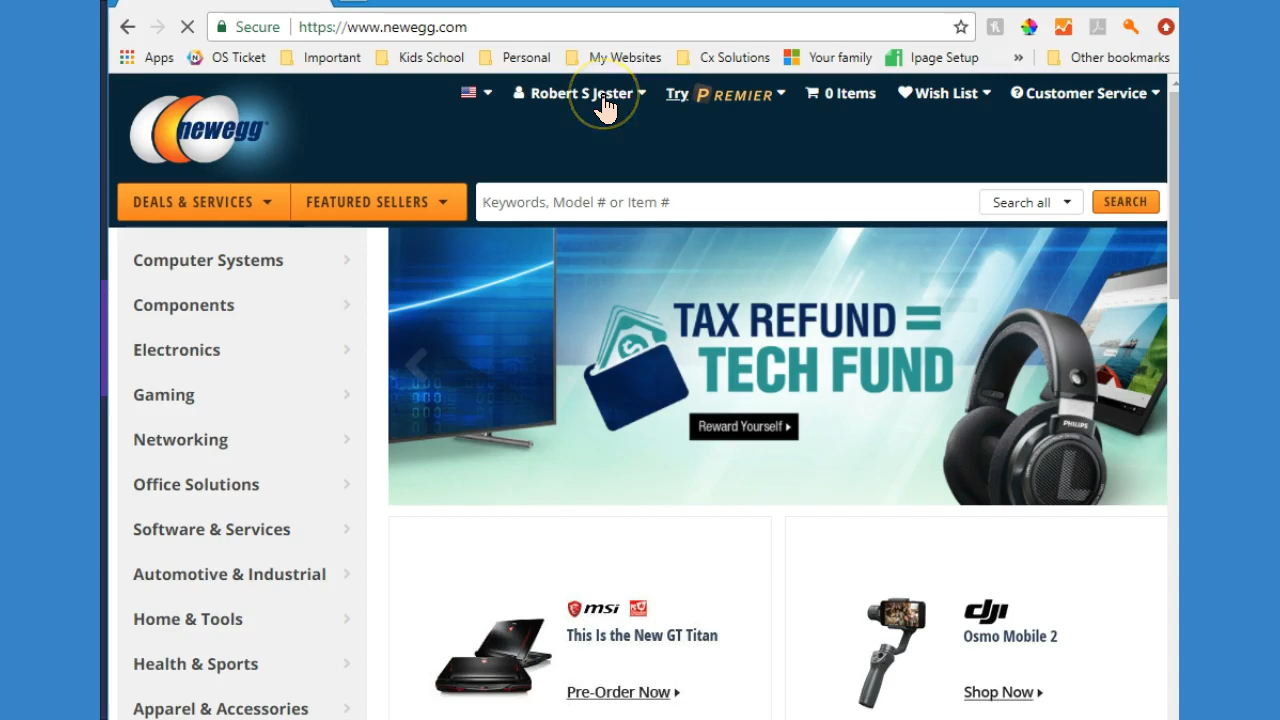 Secure https://www.newegg.com
Apps OS Ticket Important Kids School Personal My Websites Cx Solutions Your family Ipage Setup » Other bookmarks
Robert S Jester Try PREMIER 0 Items Wish List Customer Service
newegg
DEALS & SERVICES FEATURED SELLERS Keywords, Model # or Item # Search all SEARCH
Computer Systems
Components
Electronics
Gaming
Networking
Office Solutions
Software & Services
Automotive & Industrial
Home & Tools
Health & Sports
Apparel & Accessories
TAX REFUND =
TECH FUND
Reward Yourself
PHILIPS
msi
This Is the New GT Titan
Pre-Order Now
dji
Osmo Mobile 2
Shop Now